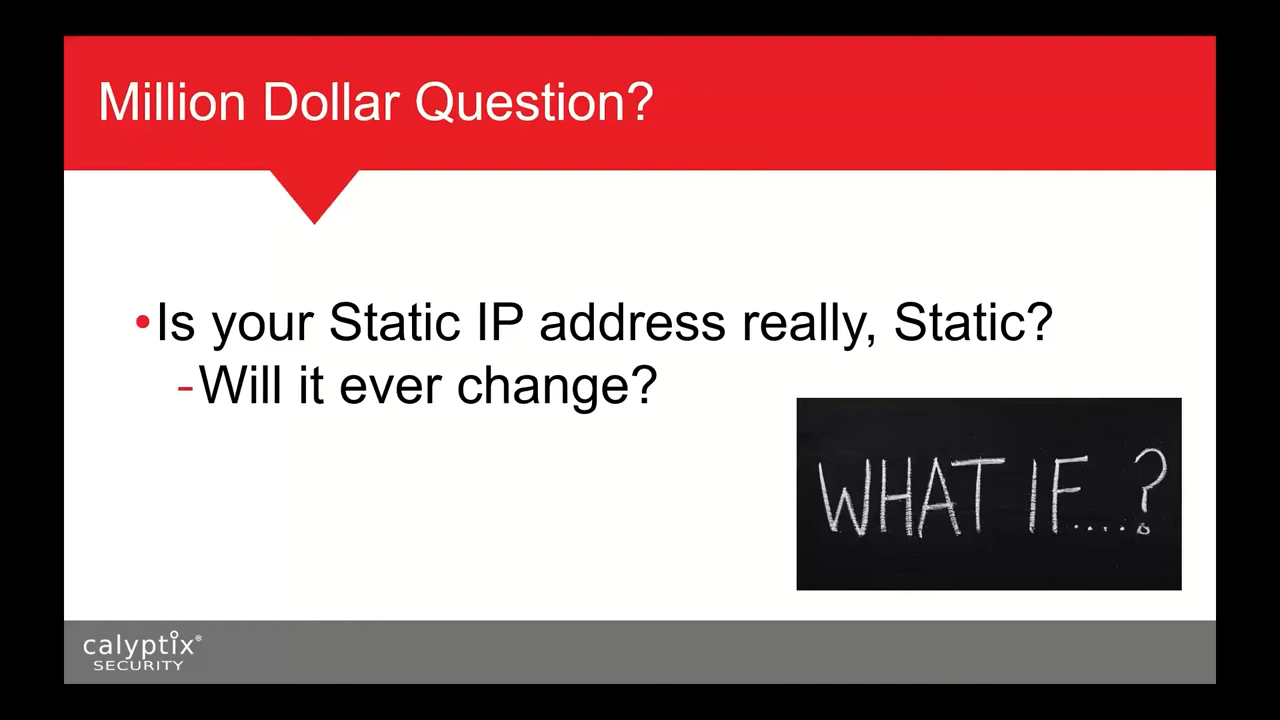 Million Dollar Question?
•Is your Static IP address really, Static?
-Will it ever change?
WHAT IF....?
calyptix®
SECURITY